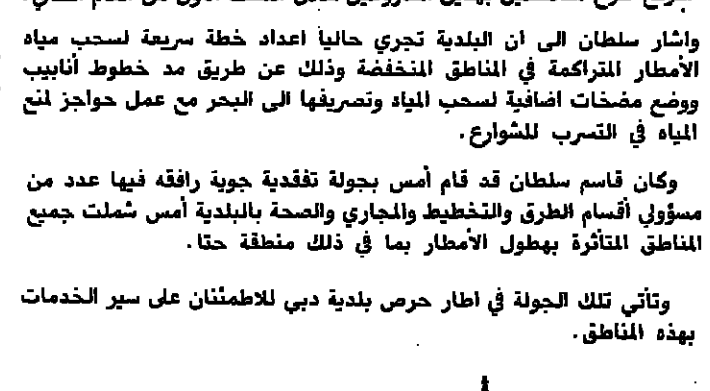 واشار سلطان الى ان البلدية تجري حالياً اعداد خطة سريعة لسحب مياه
الأمطار المتراكمة في المناطق المنخفضة وذلك عن طريق مد خطوط أنابيب
ووضع مضخات اضافية لسحب المياه وتصريفها الى البحر مع عمل حواجز لمنع
المياه في التسرب للشوارع.
وكان قاسم سلطان قد قام أمس بجولة تفقدية جوية رافقه فيها عدد من
مسؤولي أقسام الطرق والتخطيط والمجاري والصحة بالبلدية أمس شملت جميع
المناطق المتأثرة بهطول الأمطار بما في ذلك منطقة حتا.
وتأتي تلك الجولة في اطار حرص بلدية دبي للاطمئنان على سير الخدمات
بهذه المناطق.